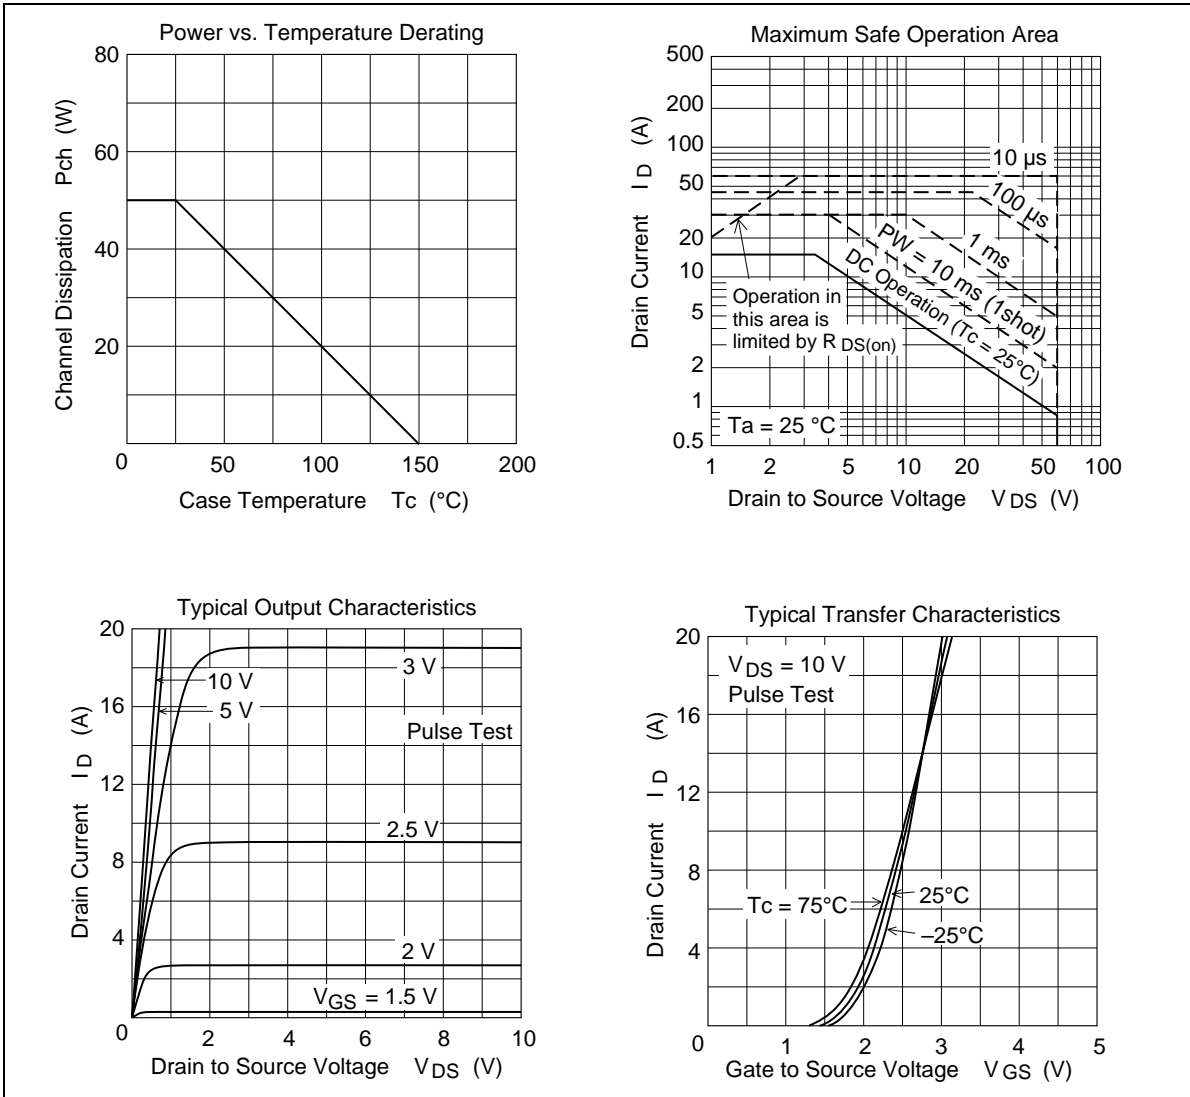 Power vs. Temperature Derating
80
60
40
20
0
50
100
150
200
Channel Dissipation Pch (W)
Case Temperature Tc (°C)
Maximum Safe Operation Area
500
200
100
50
20
10
5
2
1
0.5
1
2
5
10
20
50
100
Drain Current I D (A)
10 µs
100 µs
1 ms
PW = 10 ms (1shot)
DC Operation (Tc = 25°C)
Operation in
this area is
limited by R DS(on)
Ta = 25 °C
Drain to Source Voltage V DS (V)
Typical Output Characteristics
20
16
12
8
4
0
2
4
6
8
10
Drain Current I D (A)
10 V
5 V
3 V
Pulse Test
2.5 V
2 V
VGS = 1.5 V
Drain to Source Voltage VDS (V)
Typical Transfer Characteristics
20
16
12
8
4
0
1
2
3
4
5
Drain Current I D (A)
V DS = 10 V
Pulse Test
Tc = 75°C
25°C
–25°C
Gate to Source Voltage V GS (V)